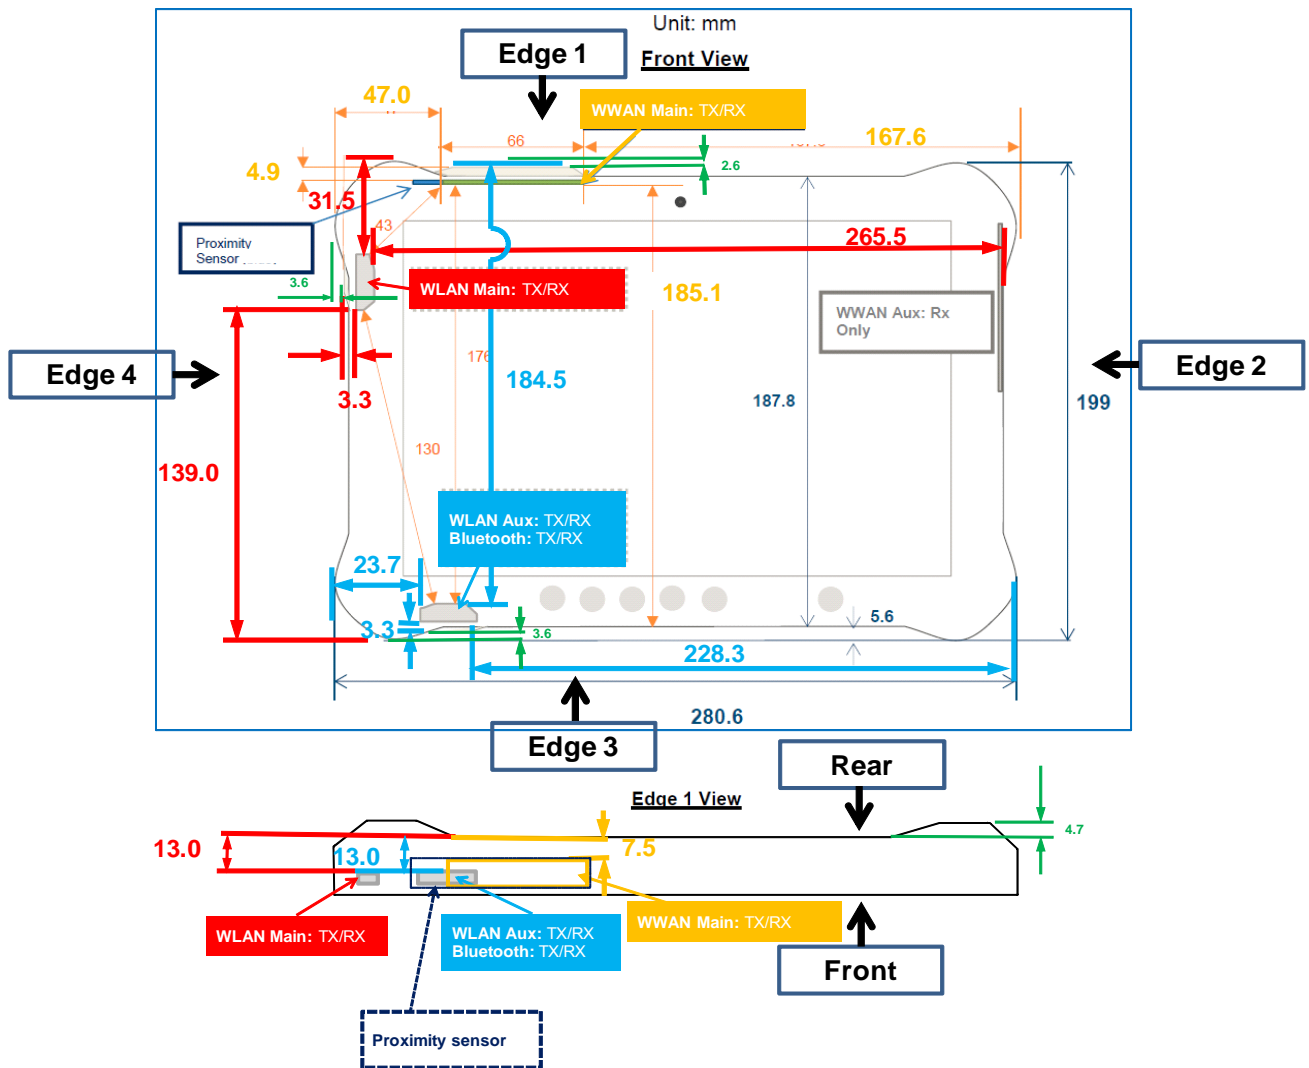 Unit: mm
Edge 1
Front View
47.0
WWAN Main: TX/RX
66
167.6
4.9
2.6
31.5
43
265.5
Proximity
Sensor
3.6
WLAN Main: TX/RX
185.1
WWAN Aux: Rx
Only
Edge 4
176
184.5
Edge 2
3.3
187.8
199
130
139.0
WLAN Aux: TX/RX
Bluetooth: TX/RX
23.7
3.3
3.6
5.6
228.3
280.6
Edge 3
Rear
Edge 1 View
4.7
13.0
13.0
7.5
WLAN Main: TX/RX
WLAN Aux: TX/RX
Bluetooth: TX/RX
WWAN Main: TX/RX
Front
Proximity sensor